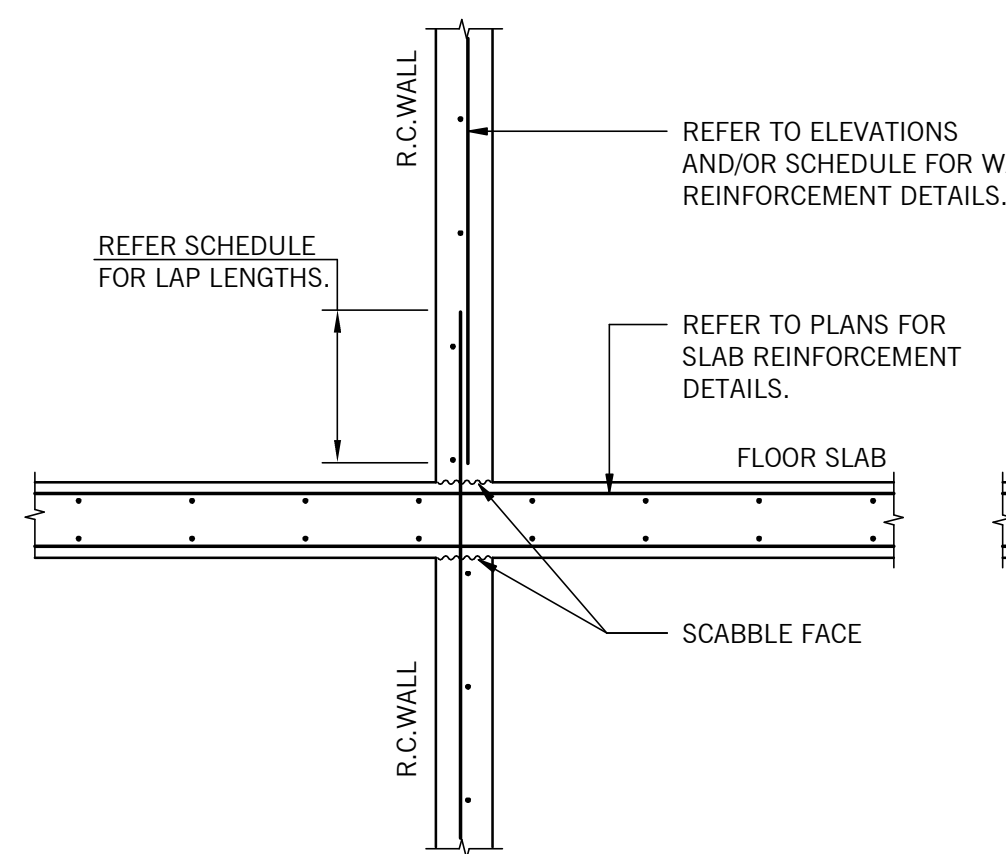 R.C.WALL
REFER TO ELEVATIONS
AND/OR SCHEDULE FOR
REINFORCEMENT DETAILS.
REFER SCHEDULE
FOR LAP LENGTHS.
REFER TO PLANS FOR
SLAB REINFORCEMENT
DETAILS.
FLOOR SLAB
SCABBLE FACE
R.C.WALL